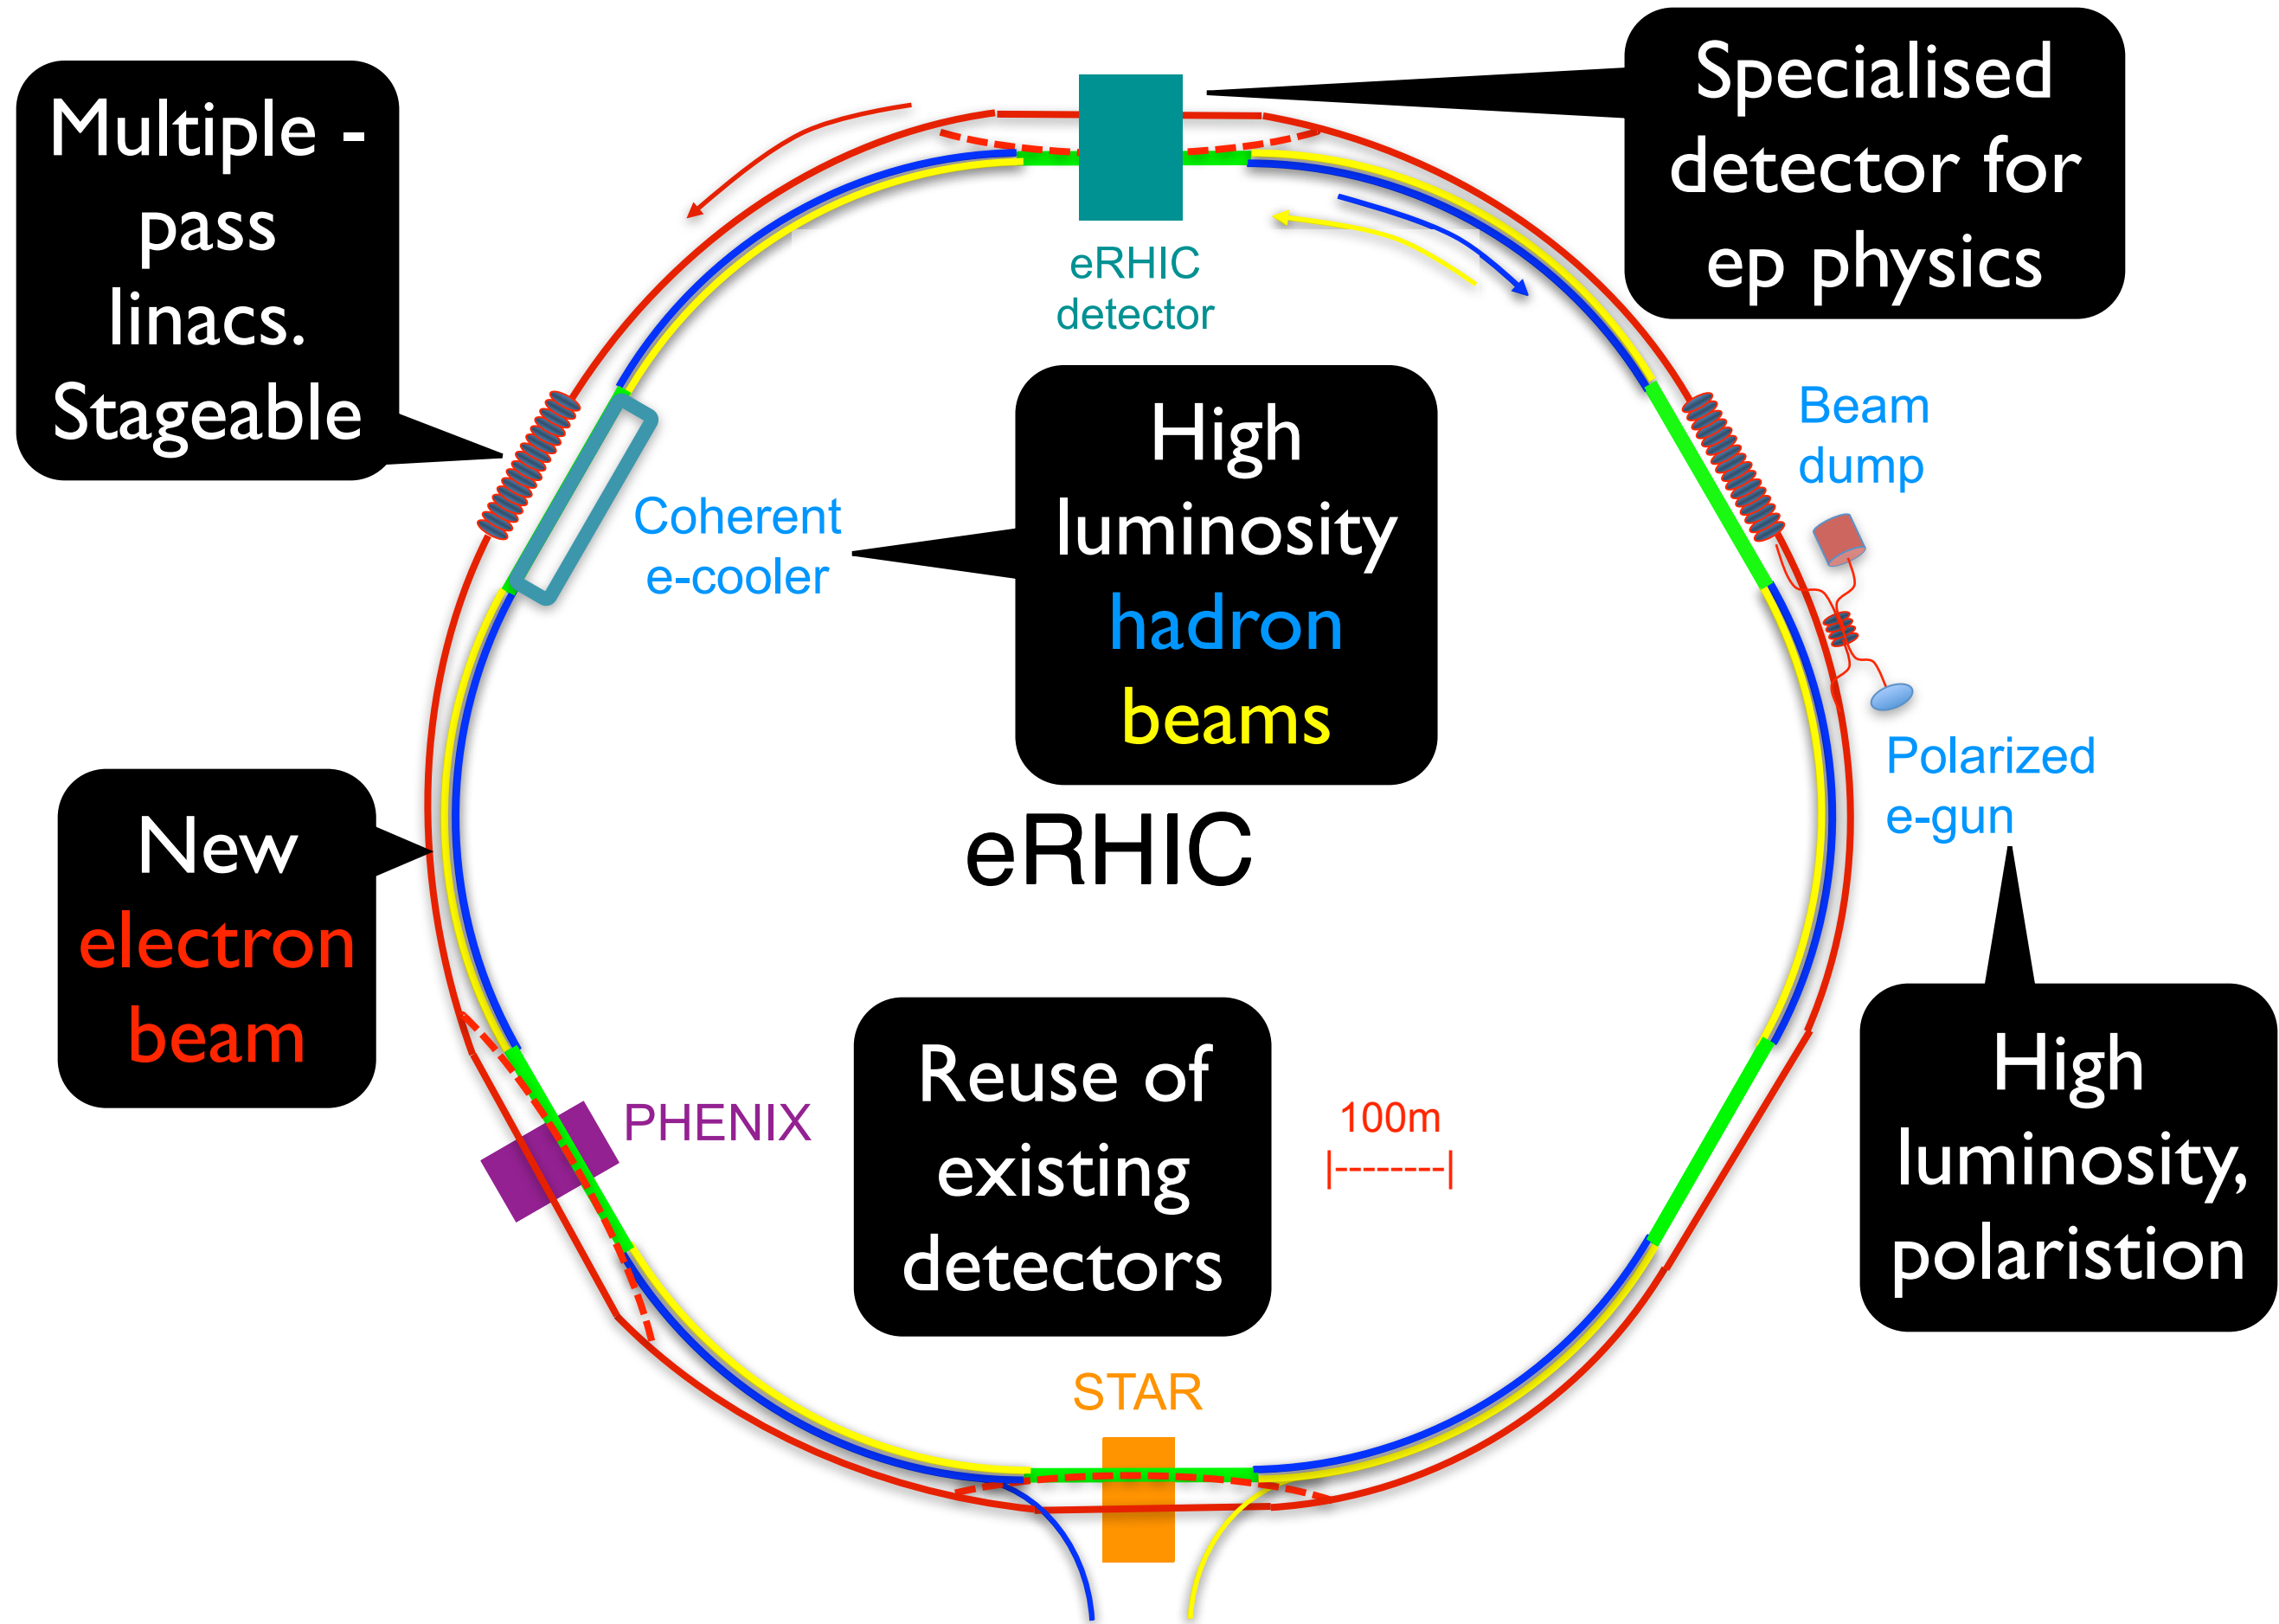 Multiple -
pass
linacs.
Stageable
Specialised
detector for
ep physics
eRHIC
detector
High
luminosity
hadron
beams
Coherent
e-cooler
Beam
dump
Polarized
e-gun
New
electron
beam
eRHIC
High
luminosity,
polaristion
PHENIX
Reuse of
existing
detectors
100m
STAR